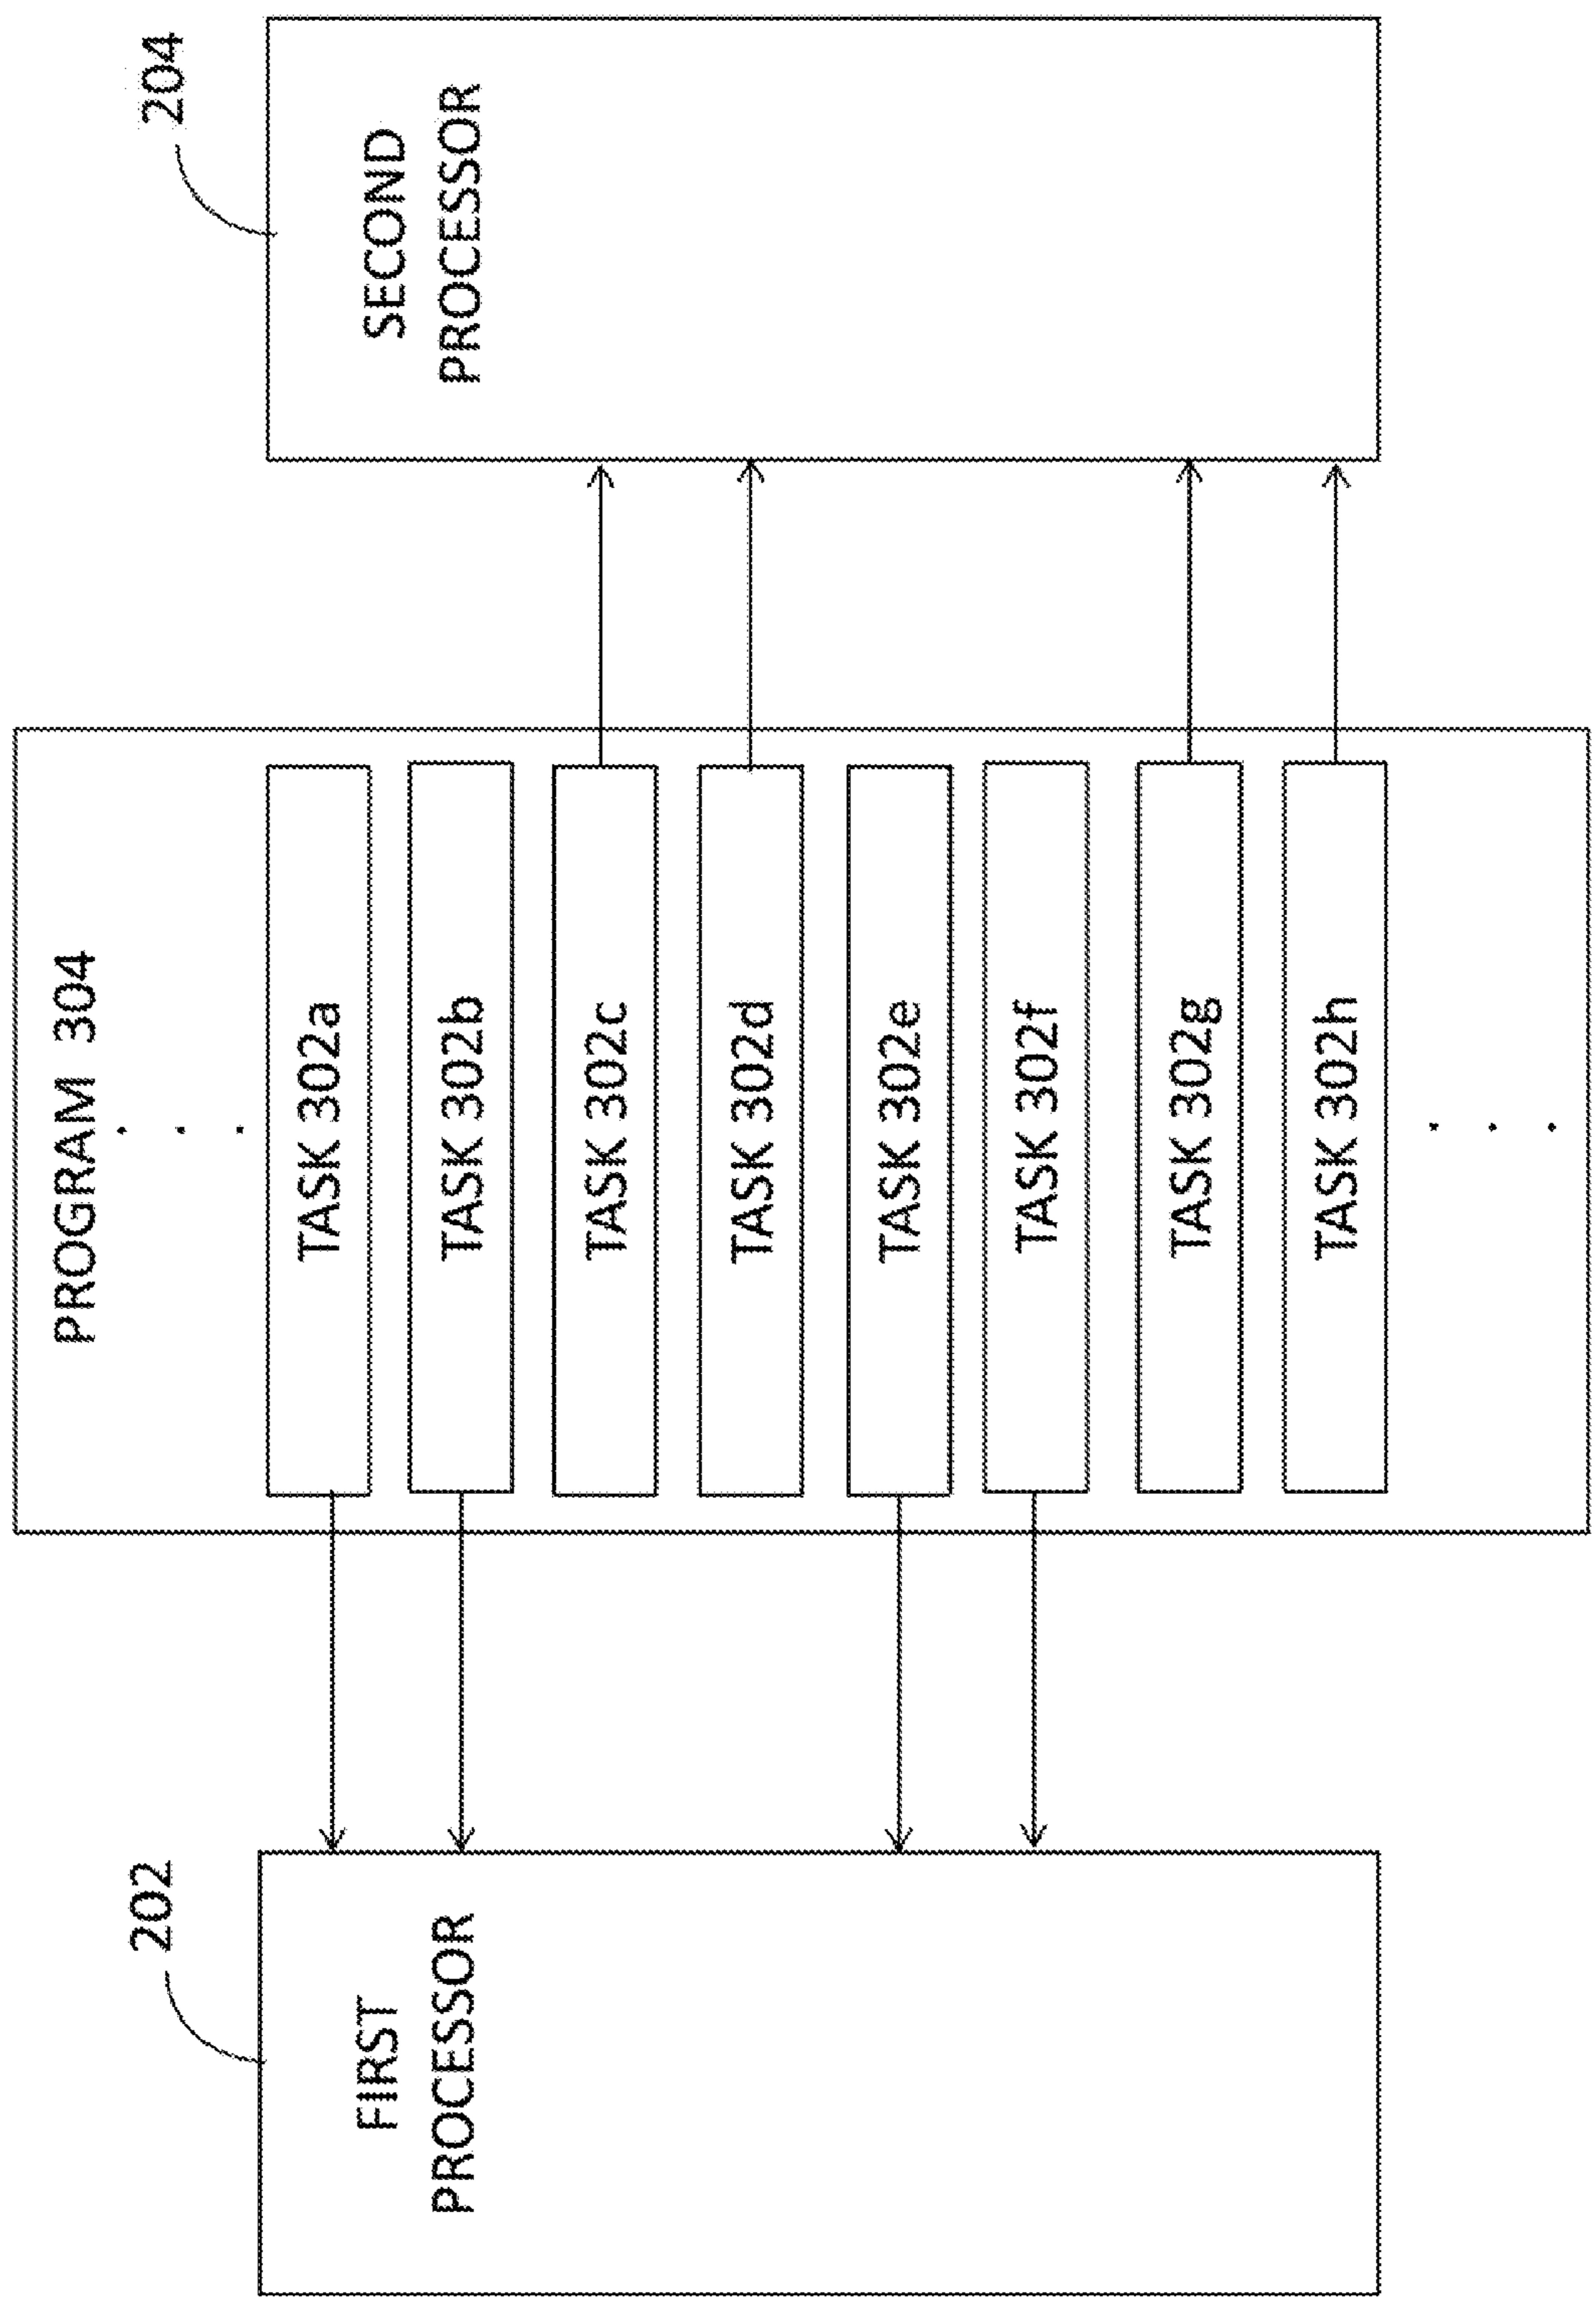 PROGRAM 304
202
FIRST
PROCESSOR
TASK 302a
TASK 302b
TASK 302c
TASK 302d
TASK 302e
TASK 302f
TASK 302g
TASK 302h
204
SECOND
PROCESSOR